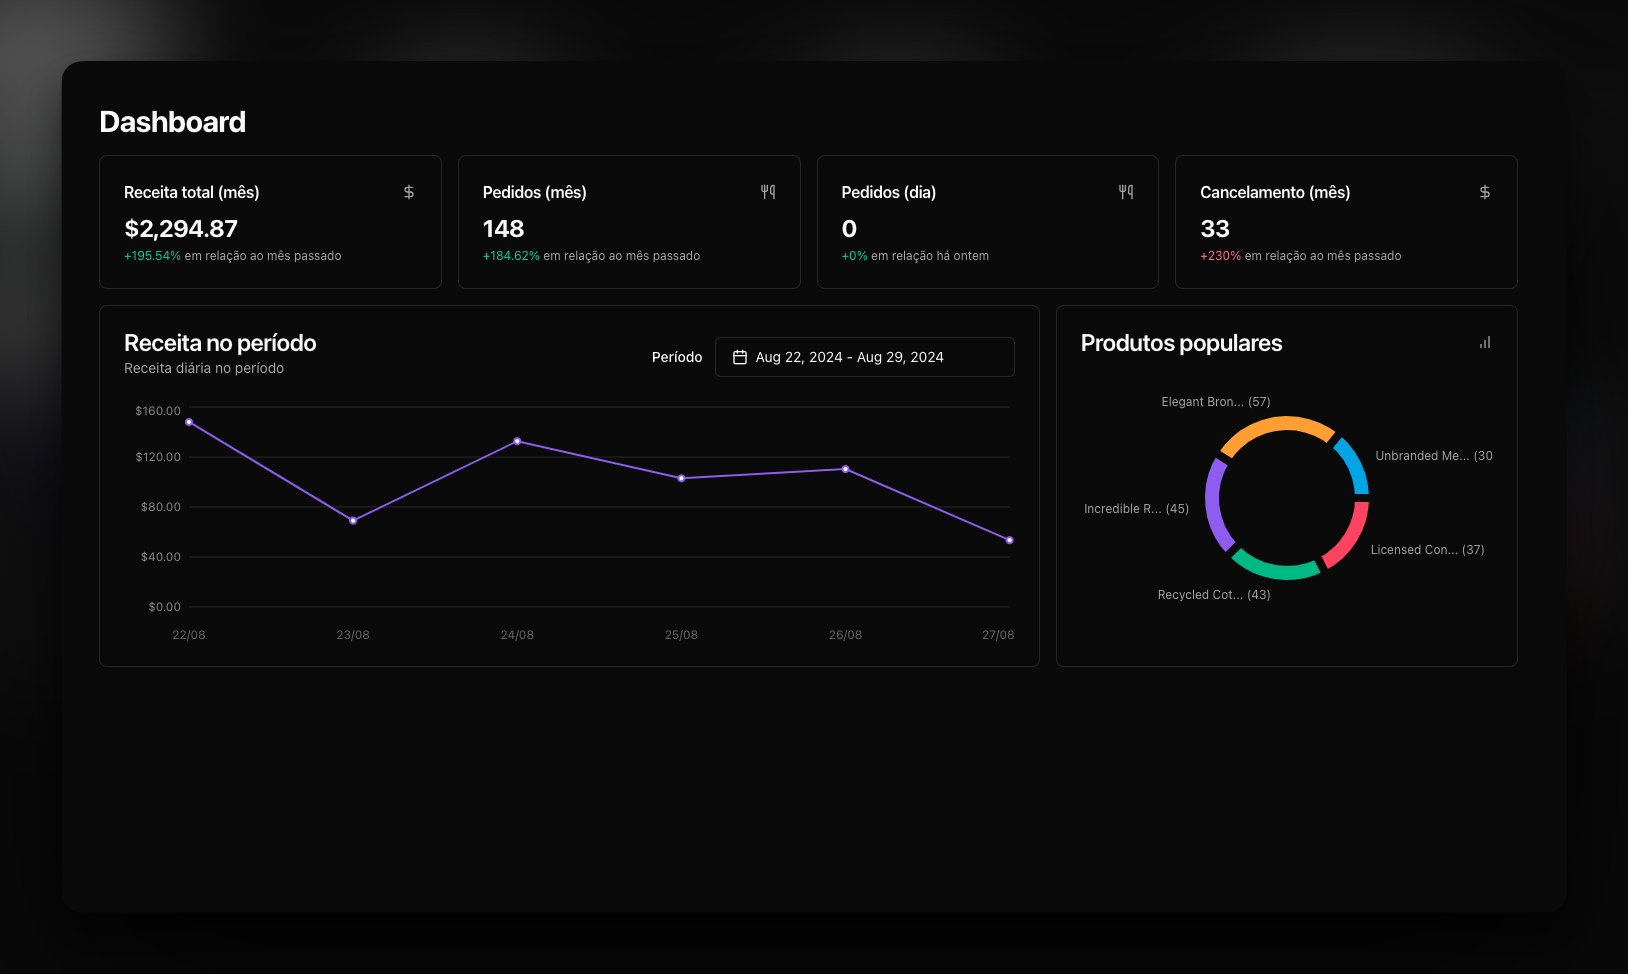 Dashboard
Receita total (mês)
$2,294.87
+195.54% em relação ao mês passado
Pedidos (mês)
148
+184.62% em relação ao mês passado
Pedidos (dia)
0
+0% em relação há ontem
Cancelamento (mês)
33
+230% em relação ao mês passado
Receita no período
Receita diária no período
Período
Aug 22, 2024 - Aug 29, 2024
$160.00
$120.00
$80.00
$40.00
$0.00
22/08 23/08 24/08 25/08 26/08 27/08
Produtos populares
Elegant Bron... (57)
Unbranded Me... (30
Incredible R... (45)
Licensed Con... (37)
Recycled Cot... (43)